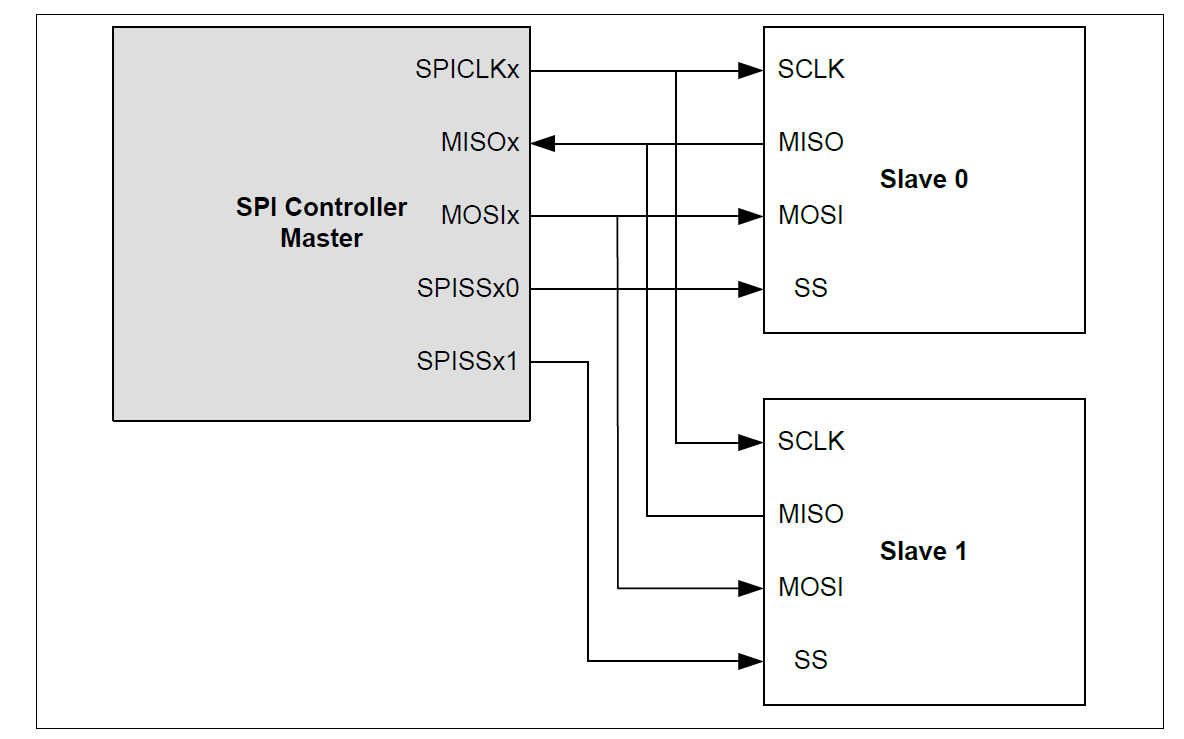 SPICLKx
MISOx
SPI Controller
Master
MOSIx
SPISSx0
SPISSx1
SCLK
MISO
Slave 0
MOSI
SS
SCLK
MISO
Slave 1
MOSI
SS